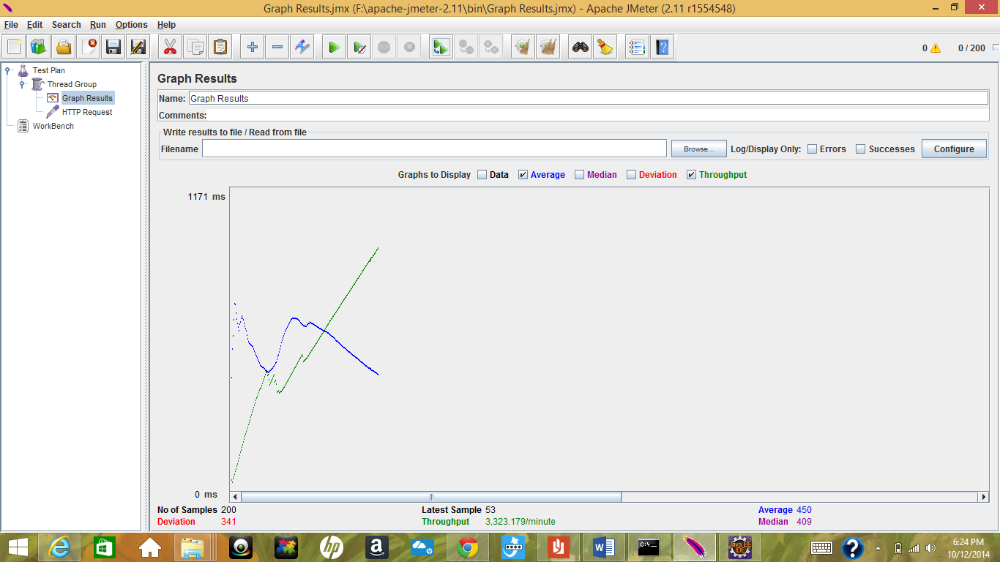 Graph Results.jmx (F:\apache-jmeter-2.11\bin\Graph Results.jmx) - Apache JMeter (2.11 r1554548)
File Edit Search Run Options Help
0 0 / 200
Test Plan
Thread Group
Graph Results
HTTP Request
WorkBench
Graph Results
Name: Graph Results
Comments:
Write results to file / Read from file
Filename Browse... Log/Display Only: Errors Successes Configure
Graphs to Display Data Average Median Deviation Throughput
1171 ms
0 ms
No of Samples 200 Latest Sample 53 Average 450
Deviation 341 Throughput 3,323.179/minute Median 409
hp a W C:\. Java EE IDE
6:24 PM
10/12/2014